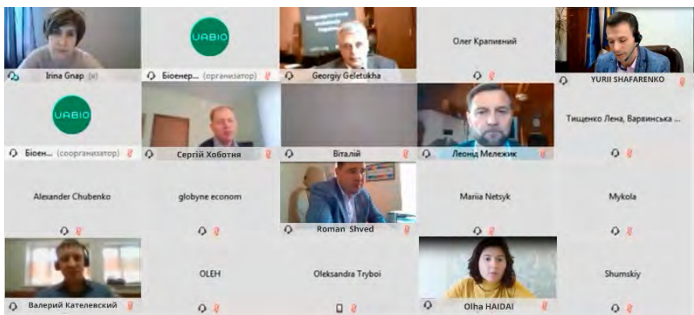 Irina Gnap (я)
UABIO
Біоенер... (организатор)
Georgiy Geletukha
Олег Крапивний
YURII SHAFARENKO
UABIO
Біоен... (соорганизатор)
Сергій Хоботня
Віталій
Леонід Мележик
Тищенко Лена, Варвинська ...
Alexander Chubenko
globyne econom
Roman Shved
Mariia Netsyk
Mykola
Валерий Кателевский
OLEH
Oleksandra Tryboi
Olha HAIDAI
Shumskiy